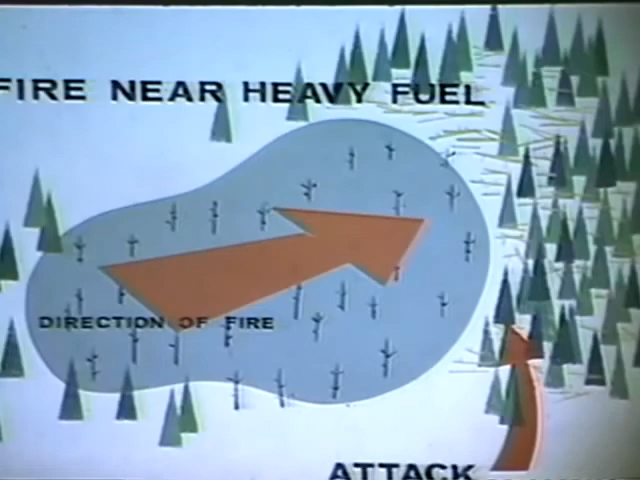 FIRE NEAR HEAVY FUEL
DIRECTION OF FIRE
ATTACK